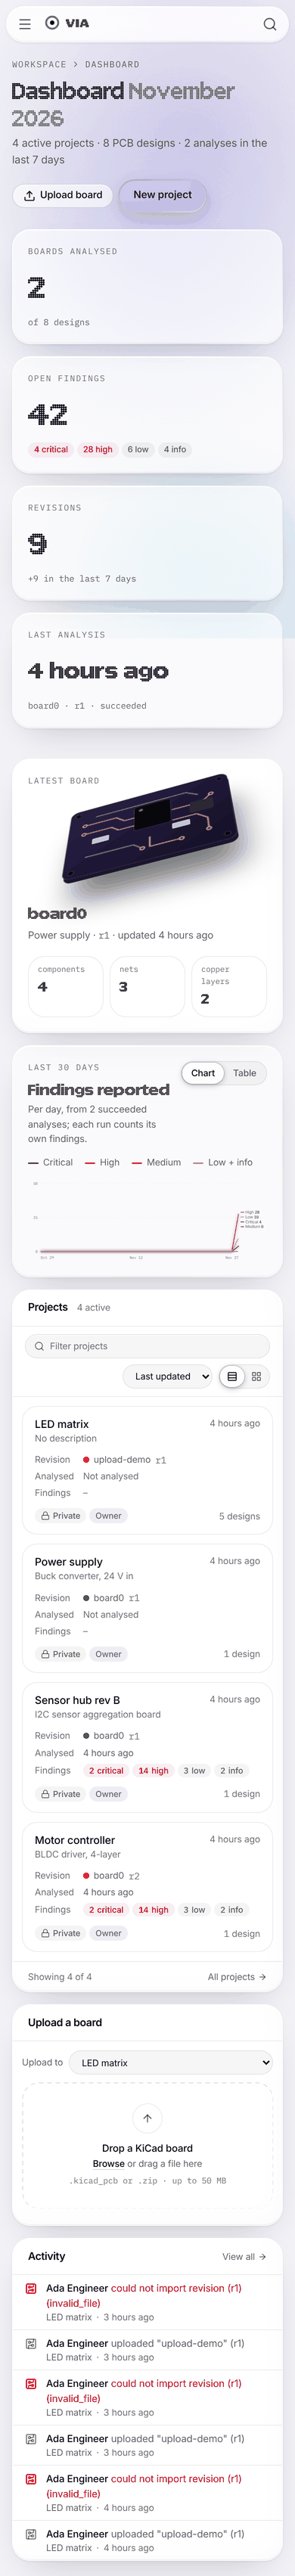 VIA
WORKSPACE > DASHBOARD
Dashboard November
2026
4 active projects · 8 PCB designs · 2 analyses in the
last 7 days
Upload board
New project
BOARDS ANALYSED
2
of 8 designs
OPEN FINDINGS
42
4 critical 28 high 6 low 4 info
REVISIONS
9
+9 in the last 7 days
LAST ANALYSIS
4 hours ago
board0 · r1 · succeeded
LATEST BOARD
board0
Power supply · r1 · updated 4 hours ago
components
4
nets
3
copper
layers
2
LAST 30 DAYS
Findings reported
Chart Table
Per day, from 2 succeeded
analyses; each run counts its
own findings.
Critical High Medium Low + info
High 28
Low 10
Critical 4
Medium 0
Projects 4 active
Filter projects
Last updated
LED matrix 4 hours ago
No description
Revision upload-demo r1
Analysed Not analysed
Findings –
Private Owner 5 designs
Power supply 4 hours ago
Buck converter, 24 V in
Revision board0 r1
Analysed Not analysed
Findings –
Private Owner 1 design
Sensor hub rev B 4 hours ago
I2C sensor aggregation board
Revision board0 r1
Analysed 4 hours ago
Findings 2 critical 14 high 3 low 2 info
Private Owner 1 design
Motor controller 4 hours ago
BLDC driver, 4-layer
Revision board0 r2
Analysed 4 hours ago
Findings 2 critical 14 high 3 low 2 info
Private Owner 1 design
Showing 4 of 4 All projects →
Upload a board
Upload to LED matrix
Drop a KiCad board
Browse or drag a file here
.kicad_pcb or .zip · up to 50 MB
Activity View all →
Ada Engineer could not import revision (r1)
(invalid_file)
LED matrix · 3 hours ago
Ada Engineer uploaded "upload-demo" (r1)
LED matrix · 3 hours ago
Ada Engineer could not import revision (r1)
(invalid_file)
LED matrix · 3 hours ago
Ada Engineer uploaded "upload-demo" (r1)
LED matrix · 3 hours ago
Ada Engineer could not import revision (r1)
(invalid_file)
LED matrix · 4 hours ago
Ada Engineer uploaded "upload-demo" (r1)
LED matrix · 4 hours ago